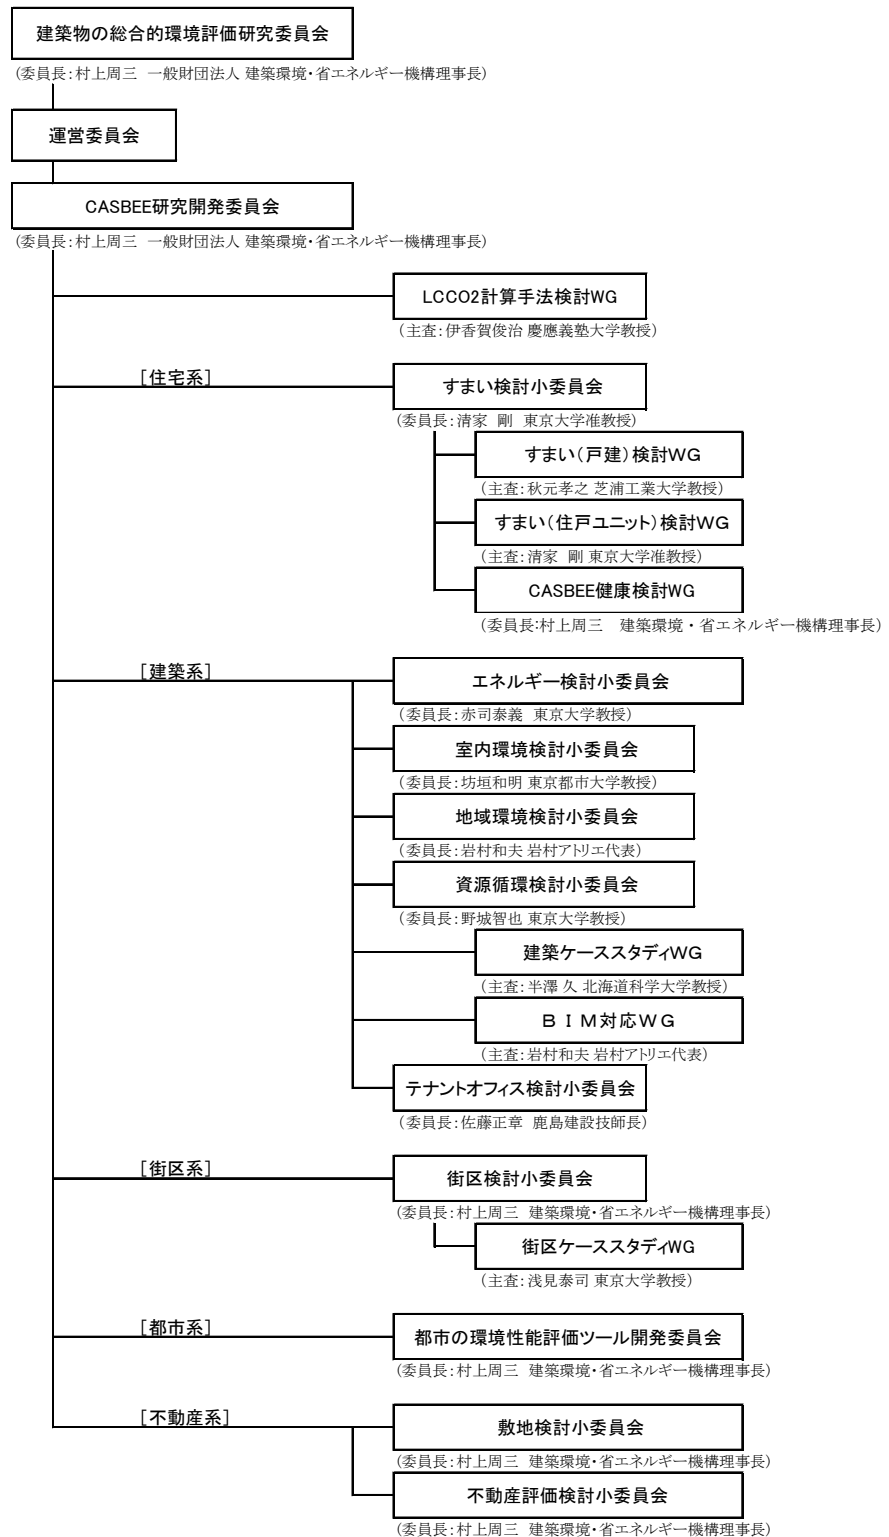 建築物の総合的環境評価研究委員会
(委員長:村上周三 一般財団法人 建築環境・省エネルギー機構理事長)
運営委員会
CASBEE研究開発委員会
(委員長:村上周三 一般財団法人 建築環境・省エネルギー機構理事長)
LCCO2計算手法検討WG
(主査:伊香賀俊治 慶應義塾大学教授)
[住宅系]
すまい検討小委員会
(委員長:清家 剛 東京大学准教授)
すまい(戸建)検討WG
(主査:秋元孝之 芝浦工業大学教授)
すまい(住戸ユニット)検討WG
(主査:清家 剛 東京大学准教授)
CASBEE健康検討WG
(委員長:村上周三 建築環境・省エネルギー機構理事長)
[建築系]
エネルギー検討小委員会
(委員長:赤司泰義 東京大学教授)
室内環境検討小委員会
(委員長:坊垣和明 東京都市大学教授)
地域環境検討小委員会
(委員長:岩村和夫 岩村アトリエ代表)
資源循環検討小委員会
(委員長:野城智也 東京大学教授)
建築ケーススタディWG
(主査:半澤 久 北海道科学大学教授)
BIM対応WG
(主査:岩村和夫 岩村アトリエ代表)
テナントオフィス検討小委員会
(委員長:佐藤正章 鹿島建設技師長)
[街区系]
街区検討小委員会
(委員長:村上周三 建築環境・省エネルギー機構理事長)
街区ケーススタディWG
(主査:浅見泰司 東京大学教授)
[都市系]
都市の環境性能評価ツール開発委員会
(委員長:村上周三 建築環境・省エネルギー機構理事長)
[不動産系]
敷地検討小委員会
(委員長:村上周三 建築環境・省エネルギー機構理事長)
不動産評価検討小委員会
(委員長:村上周三 建築環境・省エネルギー機構理事長)